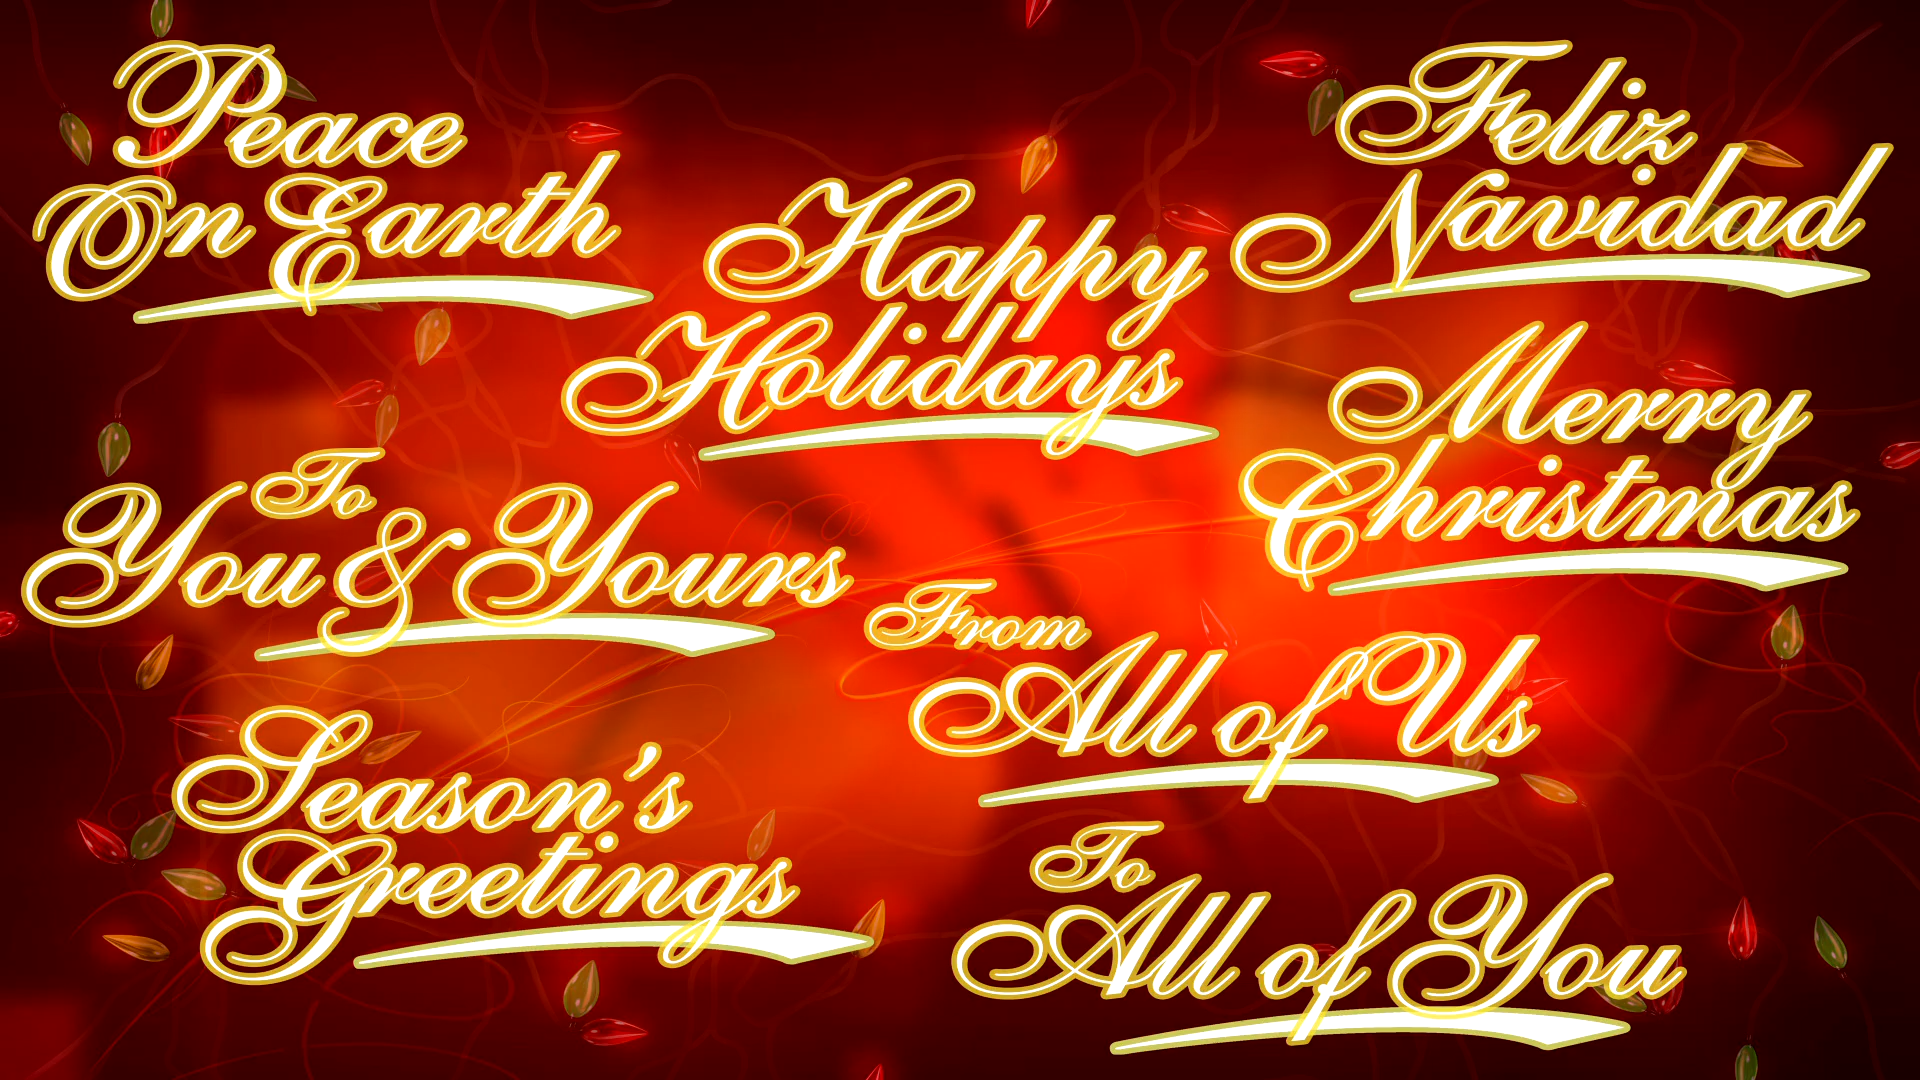 Peace
On Earth
Happy
Holidays
Feliz
Navidad
Merry
Christmas
To
You & Yours
From
All of Us
Season's
Greetings
To
All of You